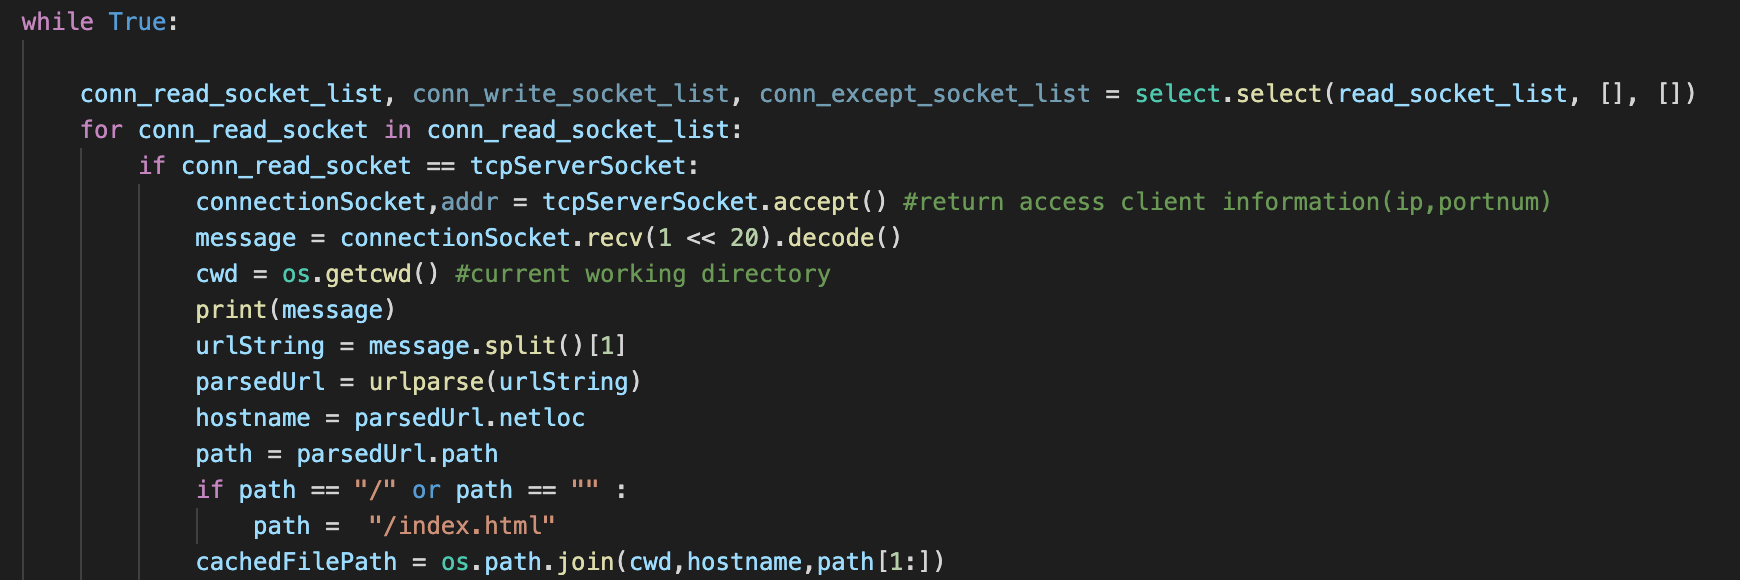 while True:
conn_read_socket_list, conn_write_socket_list, conn_except_socket_list = select.select(read_socket_list, [], [])
for conn_read_socket in conn_read_socket_list:
if conn_read_socket == tcpServerSocket:
connectionSocket,addr = tcpServerSocket.accept() #return access client information(ip,portnum)
message = connectionSocket.recv(1 << 20).decode()
cwd = os.getcwd() #current working directory
print(message)
urlString = message.split()[1]
parsedUrl = urlparse(urlString)
hostname = parsedUrl.netloc
path = parsedUrl.path
if path == "/" or path == "" :
path =  "/index.html"
cachedFilePath = os.path.join(cwd,hostname,path[1:])